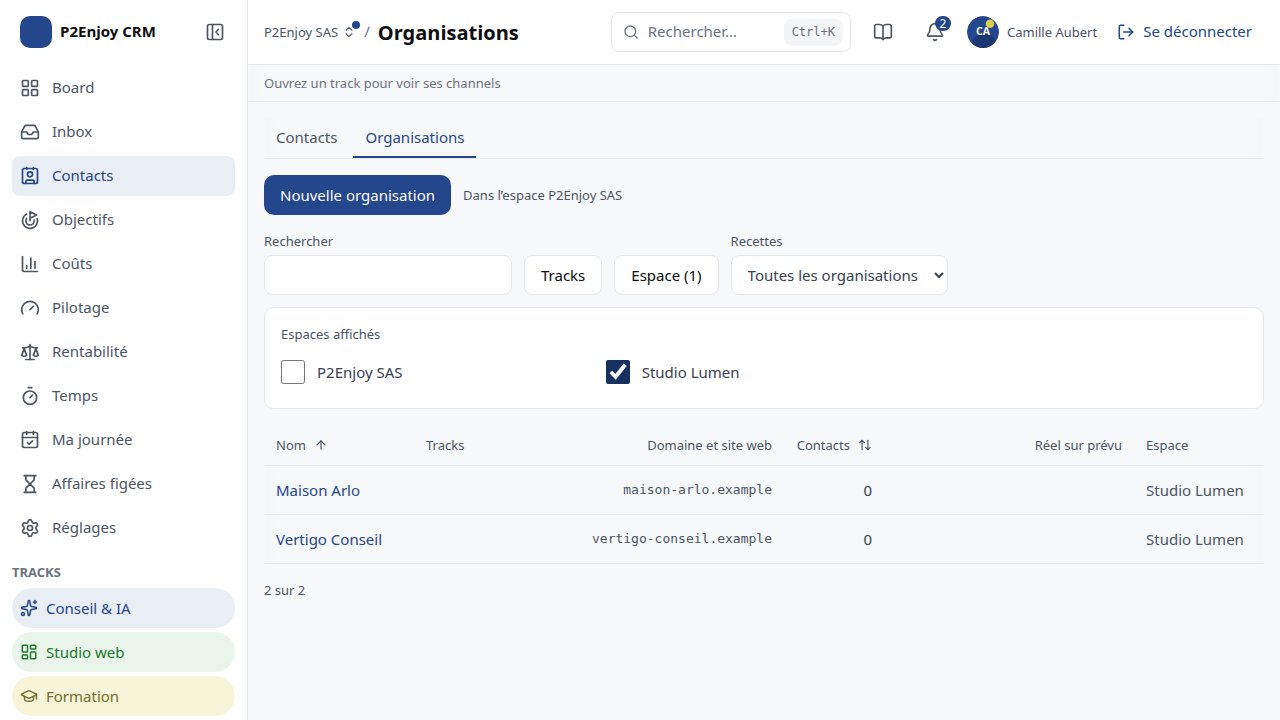 P2Enjoy CRM
Board
Inbox
Contacts
Objectifs
Coûts
Pilotage
Rentabilité
Temps
Ma journée
Affaires figées
Réglages
TRACKS
Conseil & IA
Studio web
Formation
P2Enjoy SAS / Organisations
Rechercher... Ctrl+K
2
CA Camille Aubert
Se déconnecter
Ouvrez un track pour voir ses channels
Contacts Organisations
Nouvelle organisation Dans l'espace P2Enjoy SAS
Rechercher Recettes
Tracks Espace (1) Toutes les organisations
Espaces affichés
P2Enjoy SAS Studio Lumen
Nom Tracks Domaine et site web Contacts Réel sur prévu Espace
Maison Arlo maison-arlo.example 0 Studio Lumen
Vertigo Conseil vertigo-conseil.example 0 Studio Lumen
2 sur 2